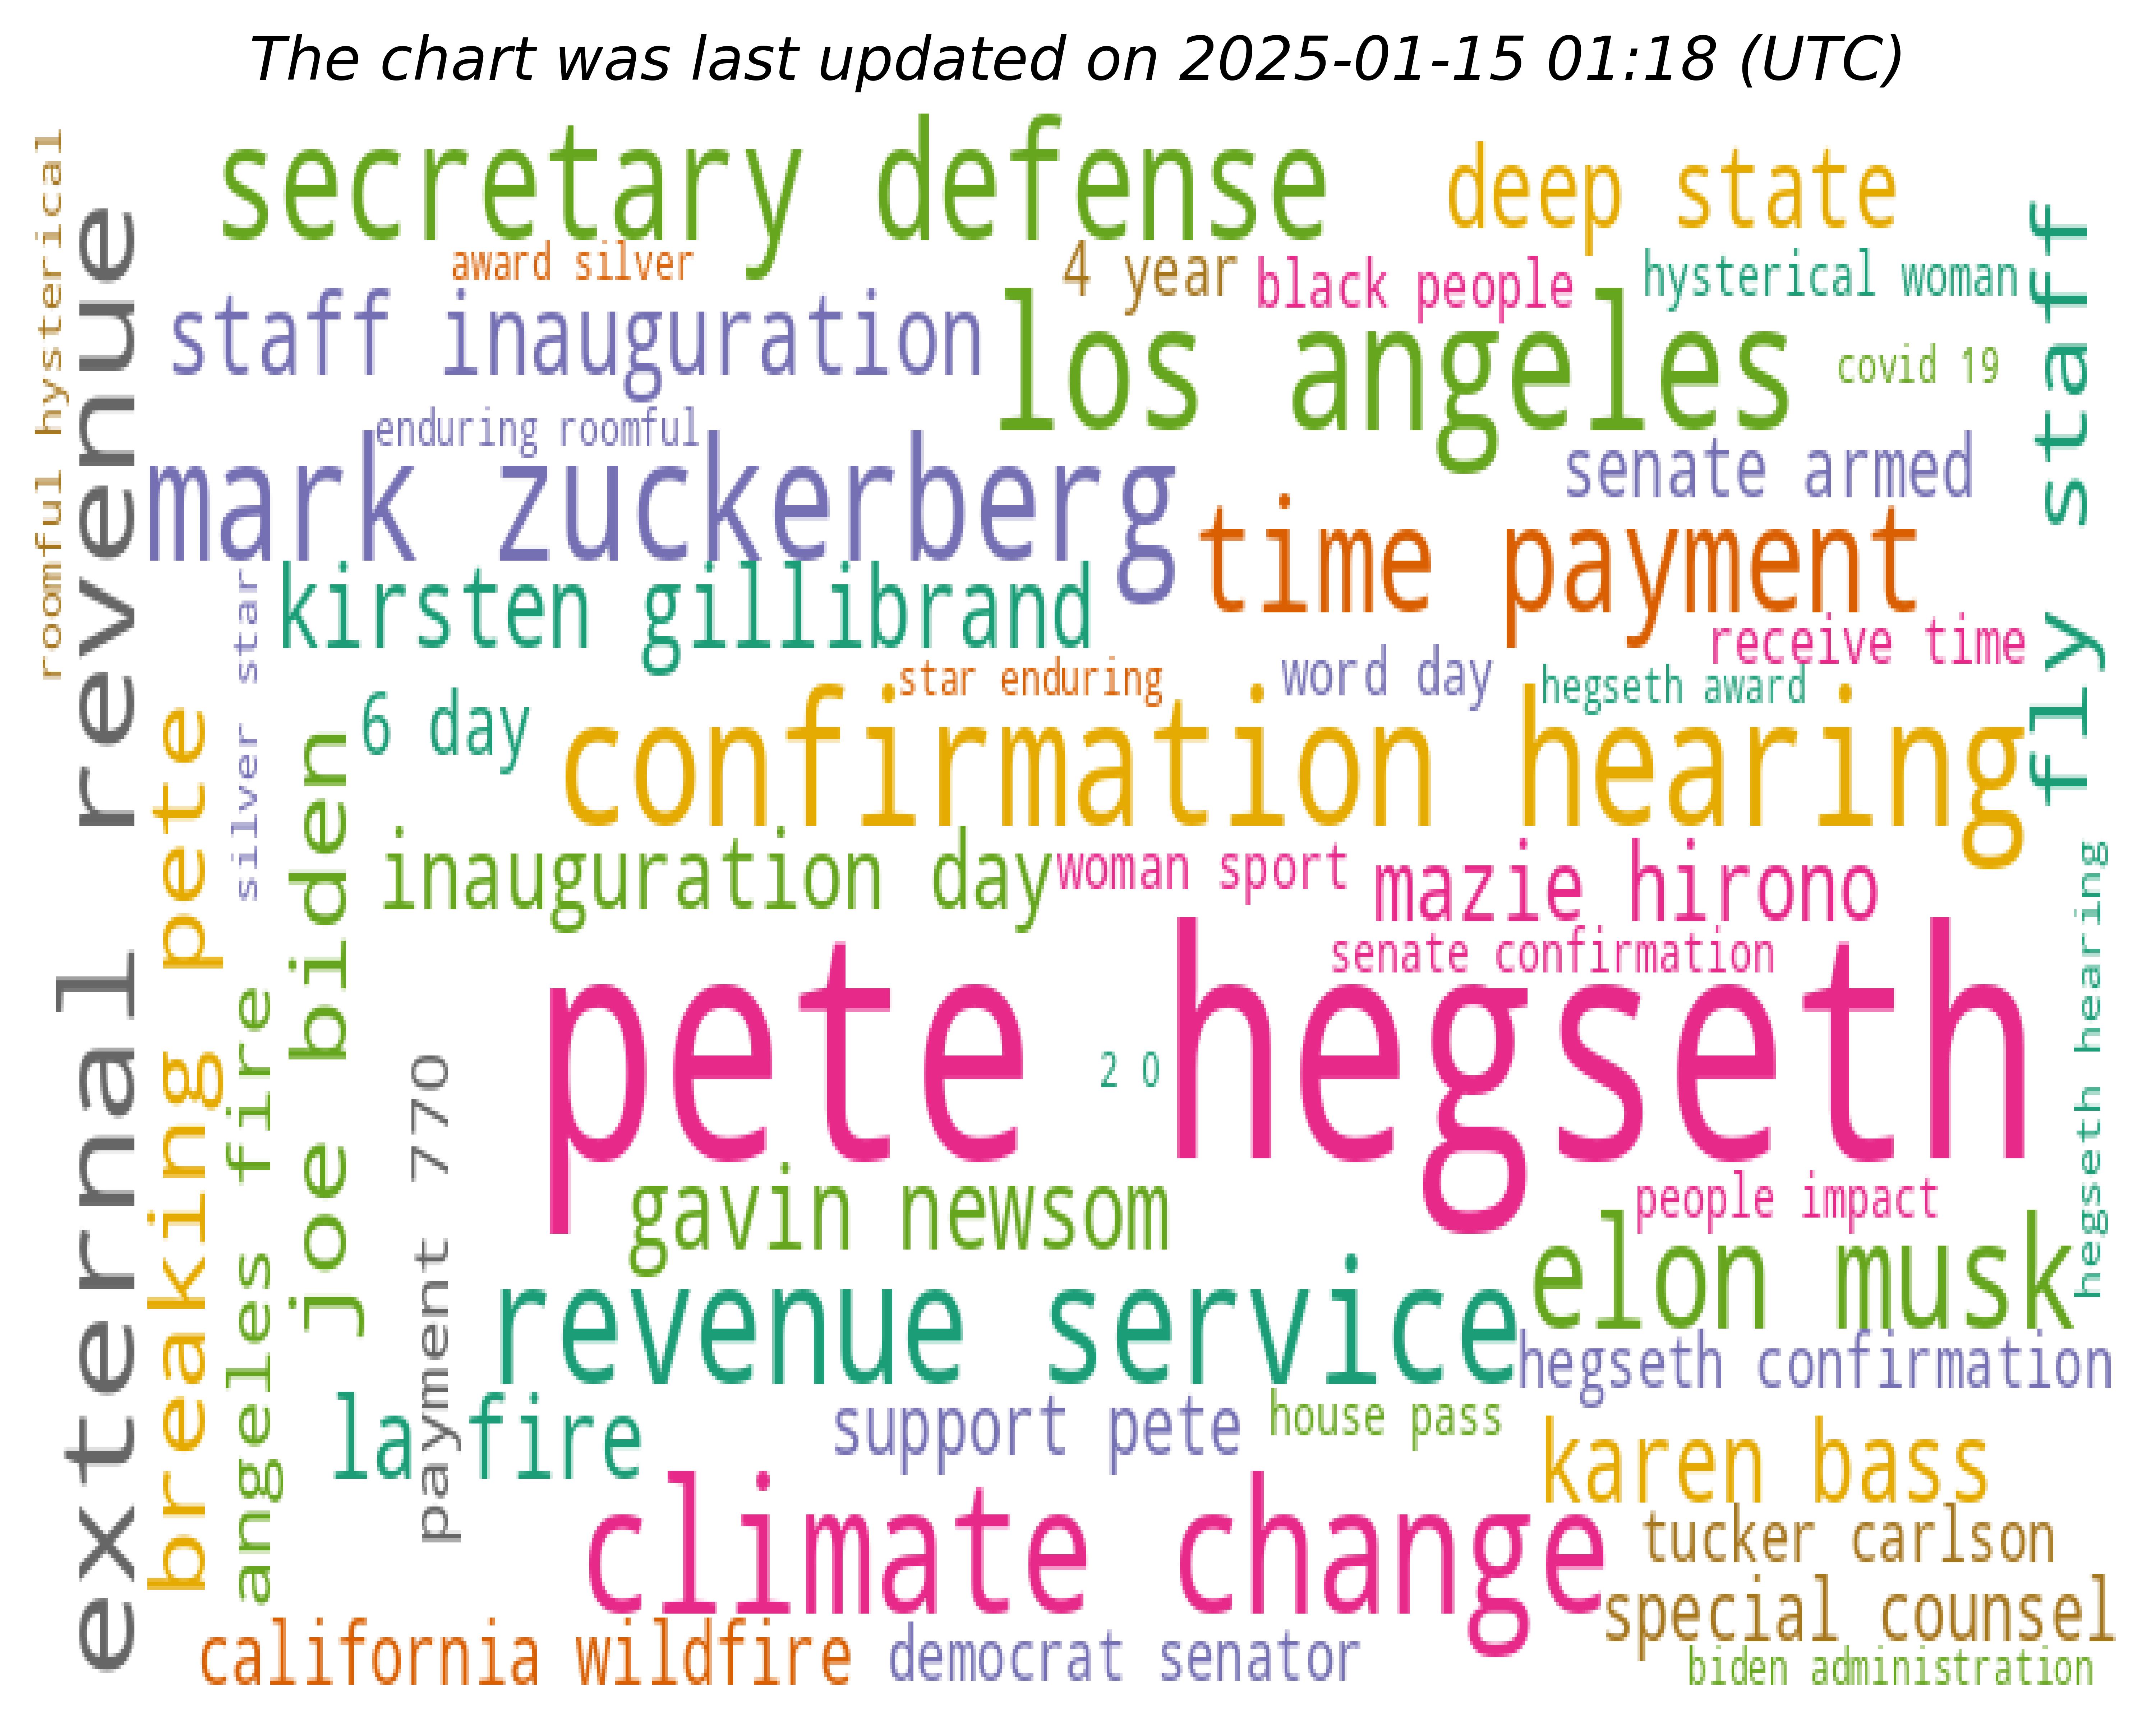 The chart was last updated on 2025-01-15 01:18 (UTC)
secretary defense
deep state
roomful hysterical
external revenue
award silver
4 year
black people
hysterical woman
fly staff
staff inauguration
los angeles
covid 19
enduring roomful
mark zuckerberg
senate armed
time payment
kirsten gillibrand
silver star
receive time
star enduring
word day
hegseth award
6 day
confirmation hearing
breaking pete
joe biden
inauguration day
woman sport
mazie hirono
hegseth hearing
senate confirmation
pete hegseth
2 0
angeles fire
payment 770
gavin newsom
people impact
elon musk
revenue service
hegseth confirmation
la fire
support pete
house pass
karen bass
climate change
tucker carlson
special counsel
california wildfire
democrat senator
biden administration